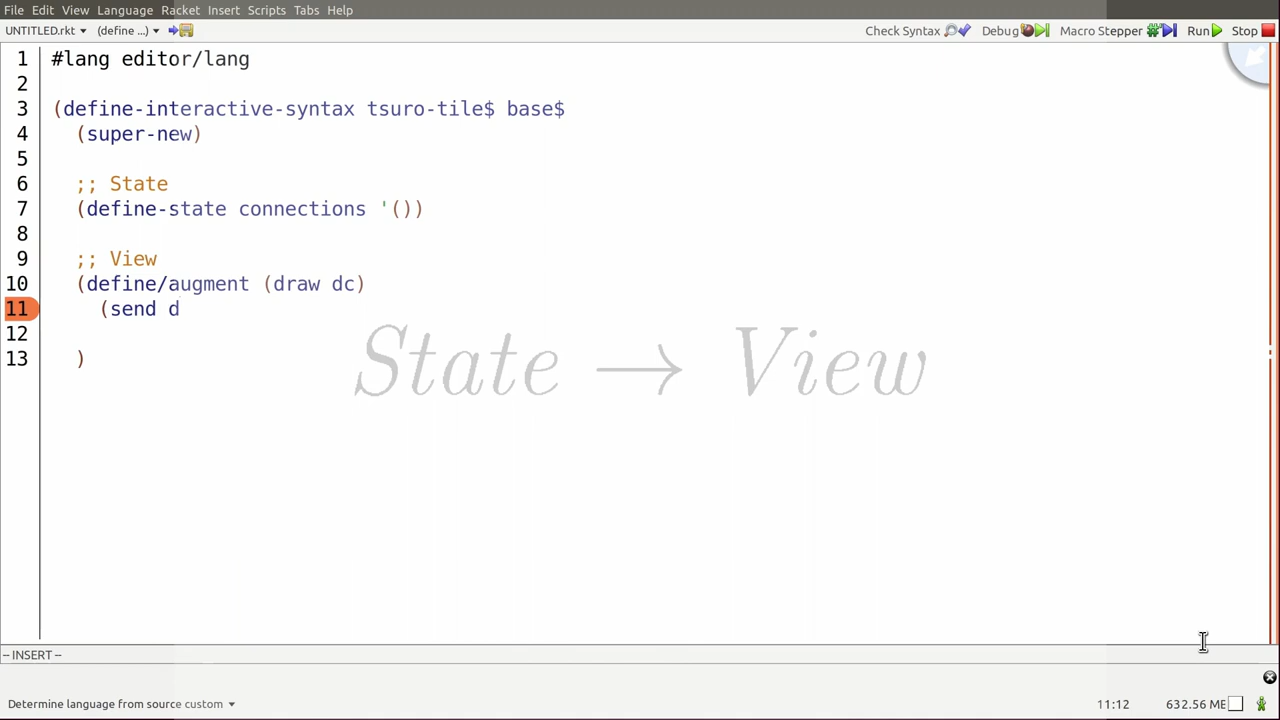 File Edit View Language Racket Insert Scripts Tabs Help
UNTITLED.rkt (define ...) Check Syntax Debug Macro Stepper Run Stop
1 #lang editor/lang
2
3 (define-interactive-syntax tsuro-tile$ base$
4 (super-new)
5
6 ;; State
7 (define-state connections '())
8
9 ;; View
10 (define/augment (draw dc)
11 (send d
12
13 )
State → View
-- INSERT --
Determine language from source custom 11:12 632.56 ME